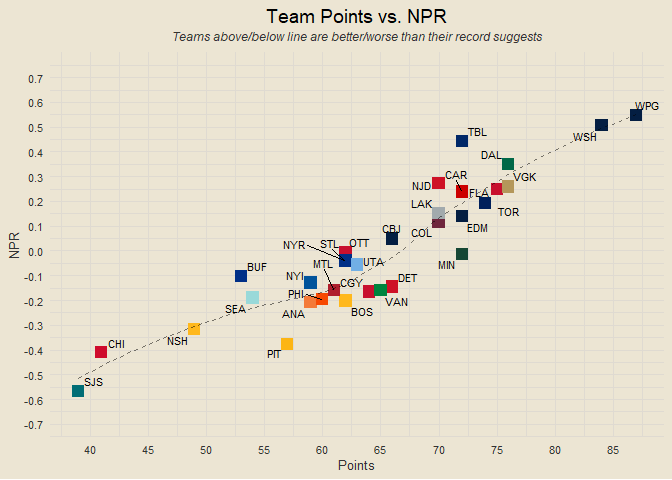 Team Points vs. NPR
Teams above/below line are better/worse than their record suggests
0.7
0.6
0.5
0.4
0.3
0.2
0.1
0.0
-0.1
-0.2
-0.3
-0.4
-0.5
-0.6
-0.7
NPR
WPG
WSH
TBL
DAL
CAR
VGK
NJD
FLA
LAK
TOR
EDM
COL
CBJ
STL
OTT
NYR
UTA
MIN
MTL
BUF
NYI
CGY
DET
PHI
VAN
SEA
ANA
BOS
NSH
PIT
CHI
SJS
40 45 50 55 60 65 70 75 80 85
Points